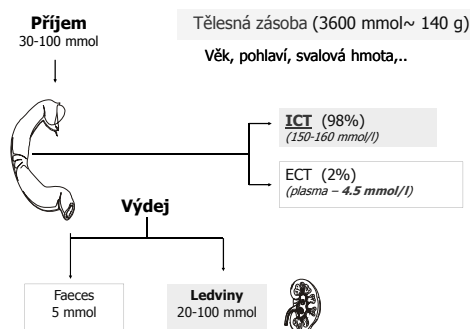 Příjem
30-100 mmol
Tělesná zásoba (3600 mmol~ 140 g)
Věk, pohlaví, svalová hmota,..
ICT (98%)
(150-160 mmol/l)
ECT (2%)
(plasma – 4.5 mmol/l)
Výdej
Faeces
5 mmol
Ledviny
20-100 mmol